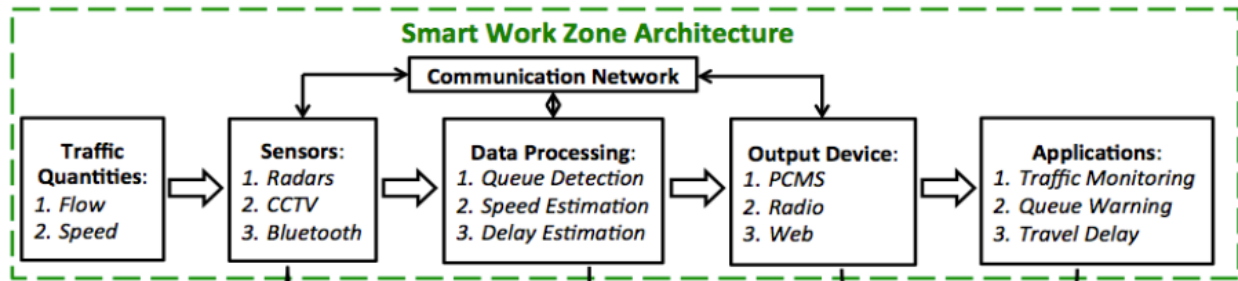 Smart Work Zone Architecture
Communication Network
Traffic
Quantities:
1. Flow
2. Speed
Sensors:
1. Radars
2. CCTV
3. Bluetooth
Data Processing:
1. Queue Detection
2. Speed Estimation
3. Delay Estimation
Output Device:
1. PCMS
2. Radio
3. Web
Applications:
1. Traffic Monitoring
2. Queue Warning
3. Travel Delay